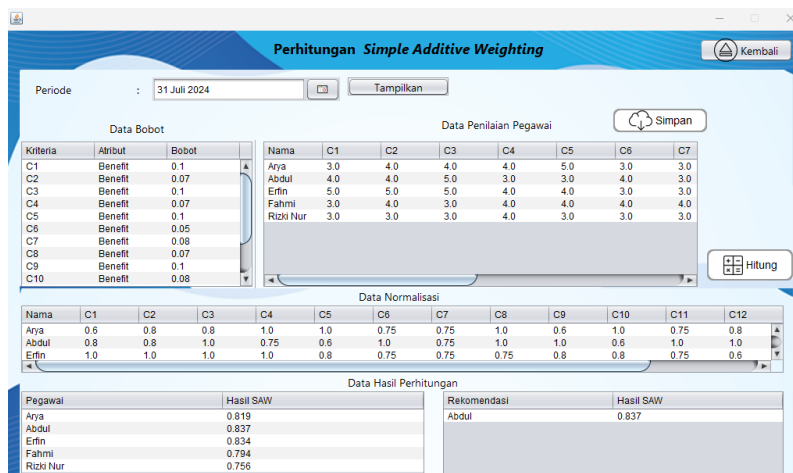 Perhitungan Simple Additive Weighting
Kembali
Periode : 31 Juli 2024 Tampilkan
Simpan
Data Bobot
Kriteria Atribut Bobot
C1 Benefit 0.1
C2 Benefit 0.07
C3 Benefit 0.1
C4 Benefit 0.07
C5 Benefit 0.1
C6 Benefit 0.05
C7 Benefit 0.08
C8 Benefit 0.07
C9 Benefit 0.1
C10 Benefit 0.08
Data Penilaian Pegawai
Nama C1 C2 C3 C4 C5 C6 C7
Arya 3.0 4.0 4.0 4.0 5.0 3.0 3.0
Abdul 4.0 4.0 5.0 3.0 3.0 4.0 3.0
Erfin 5.0 5.0 5.0 4.0 4.0 3.0 3.0
Fahmi 3.0 4.0 3.0 4.0 4.0 4.0 4.0
Rizki Nur 3.0 3.0 3.0 4.0 3.0 3.0 3.0
Hitung
Data Normalisasi
Nama C1 C2 C3 C4 C5 C6 C7 C8 C9 C10 C11 C12
Arya 0.6 0.8 0.8 1.0 1.0 0.75 0.75 1.0 0.6 1.0 0.75 0.8
Abdul 0.8 0.8 1.0 0.75 0.6 1.0 0.75 1.0 1.0 0.6 1.0 1.0
Erfin 1.0 1.0 1.0 1.0 0.8 0.75 0.75 0.75 0.8 0.8 0.75 0.6
Data Hasil Perhitungan
Pegawai Hasil SAW
Arya 0.819
Abdul 0.837
Erfin 0.834
Fahmi 0.794
Rizki Nur 0.756
Rekomendasi Hasil SAW
Abdul 0.837